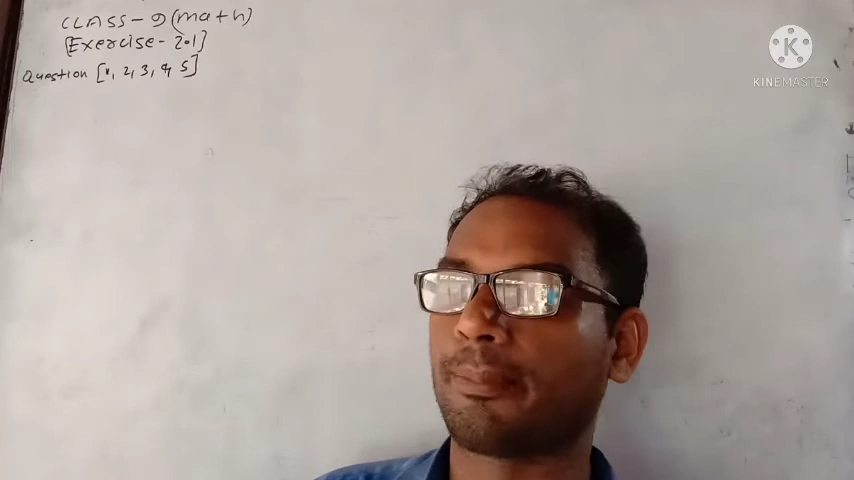 CLASS-9 (math)
[Exercise-2.1]
Question [1, 2, 3, 4, 5]
KINEMASTER